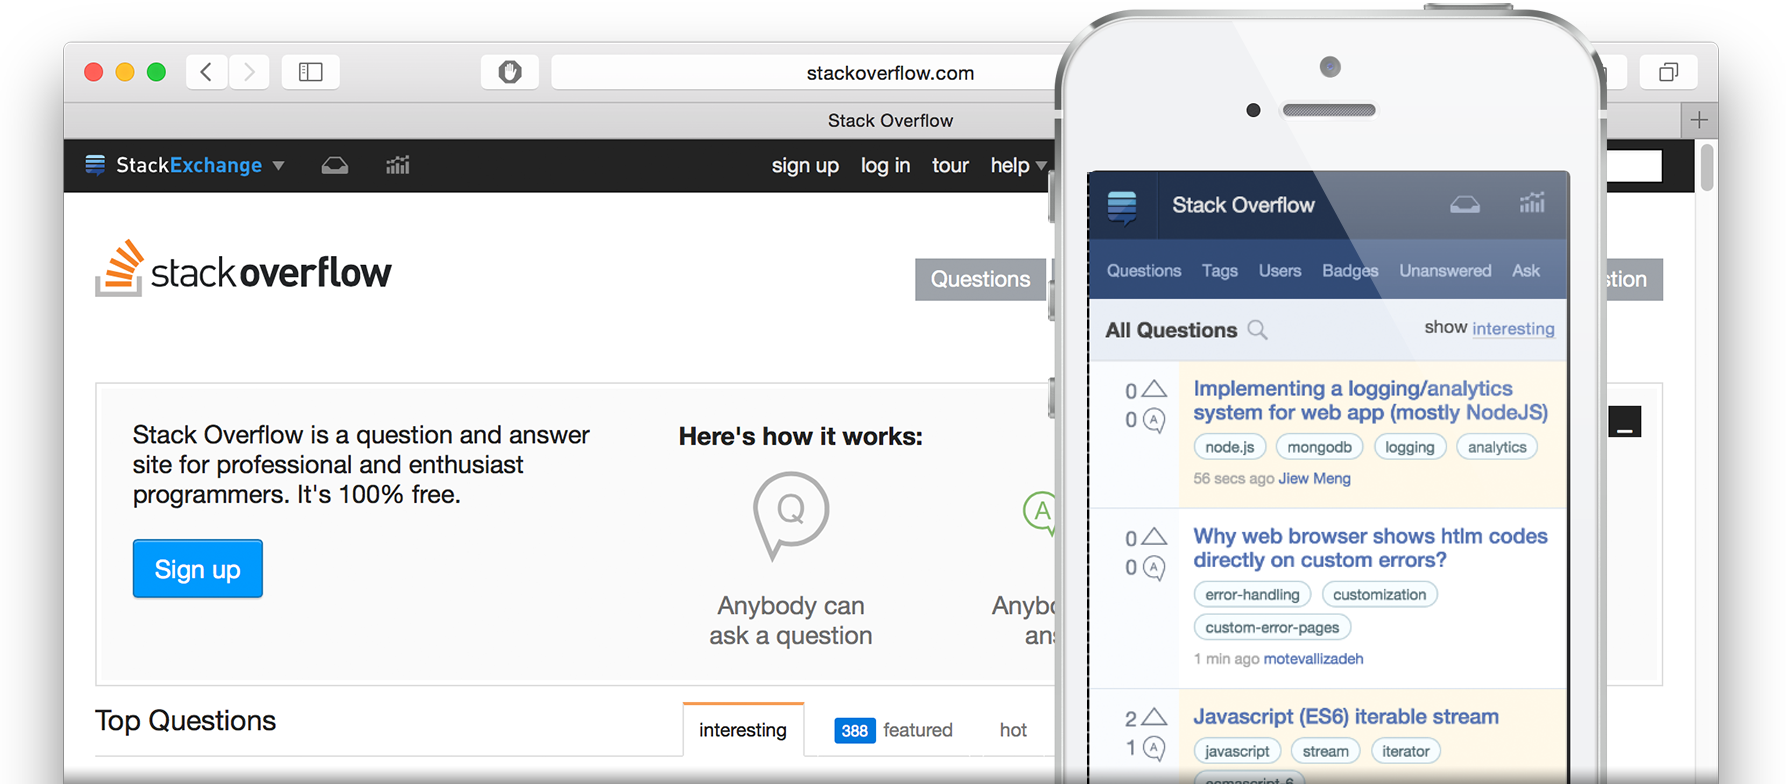 stackoverflow.com
Stack Overflow
StackExchange
sign up log in tour help
stackoverflow
Questions
Stack Overflow is a question and answer
site for professional and enthusiast
programmers. It's 100% free.
Sign up
Here's how it works:
Q
Anybody can
ask a question
A
Top Questions
interesting
388 featured
hot
Stack Overflow
Questions Tags Users Badges Unanswered Ask
All Questions
show interesting
0
0 A
Implementing a logging/analytics
system for web app (mostly NodeJS)
node.js mongodb logging analytics
56 secs ago Jiew Meng
0
0 A
Why web browser shows htlm codes
directly on custom errors?
error-handling customization
custom-error-pages
1 min ago motevallizadeh
2
1 A
Javascript (ES6) iterable stream
javascript stream iterator